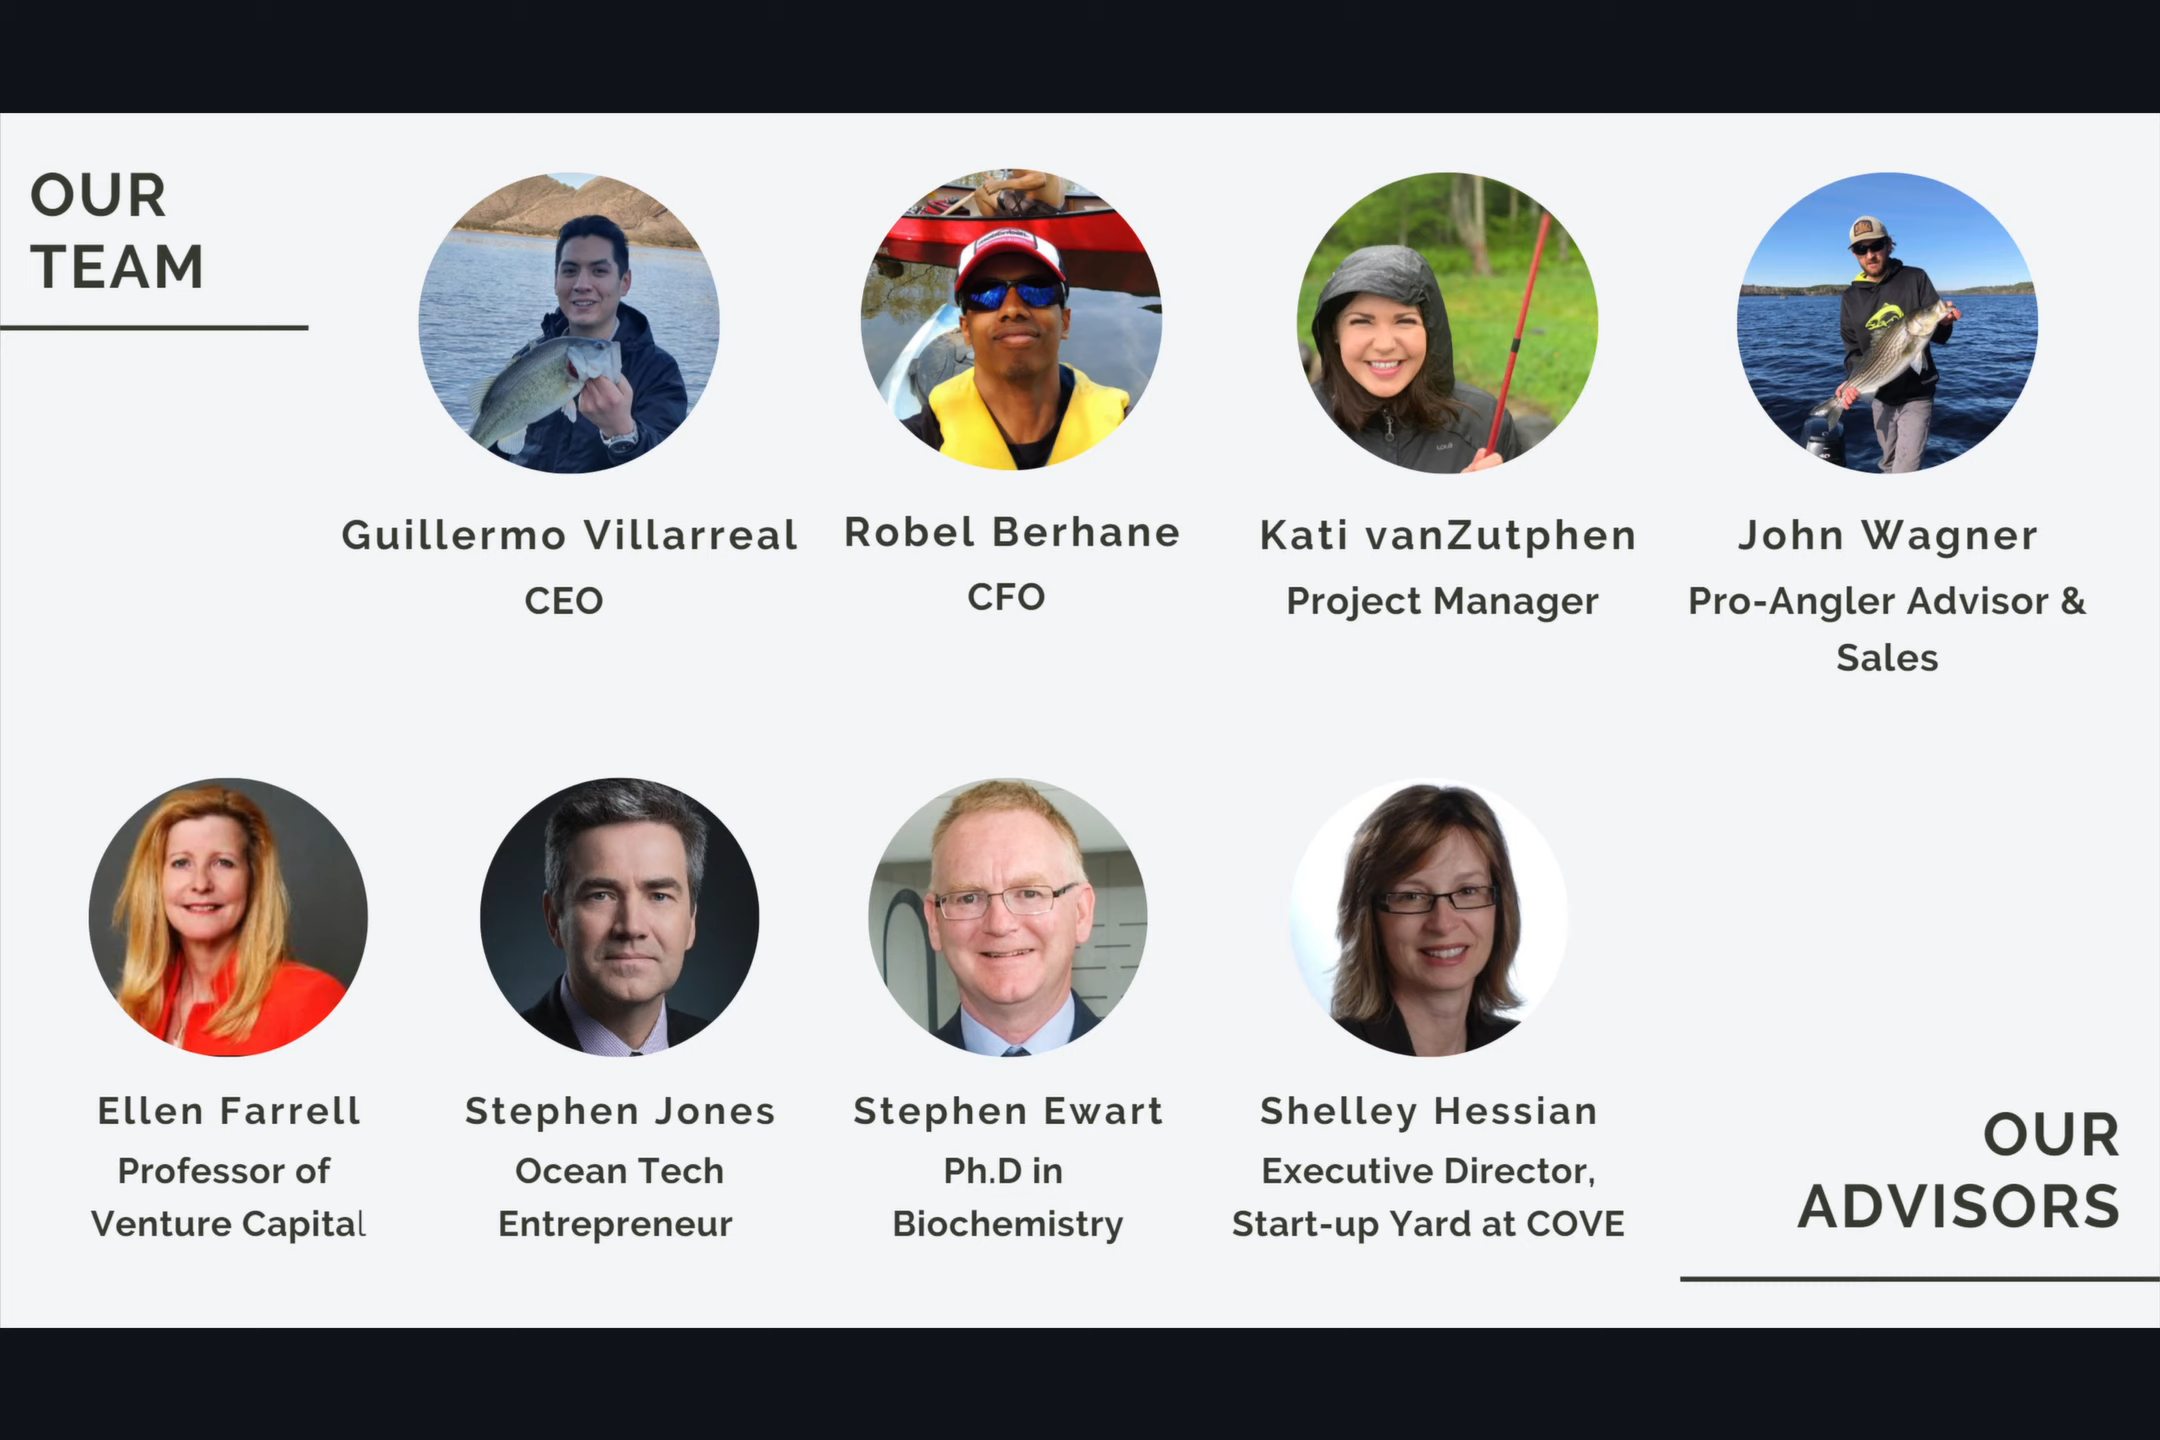 OUR
TEAM
Guillermo Villarreal
CEO
Robel Berhane
CFO
Kati vanZutphen
Project Manager
John Wagner
Pro-Angler Advisor &
Sales
Ellen Farrell
Professor of
Venture Capital
Stephen Jones
Ocean Tech
Entrepreneur
Stephen Ewart
Ph.D in
Biochemistry
Shelley Hessian
Executive Director,
Start-up Yard at COVE
OUR
ADVISORS